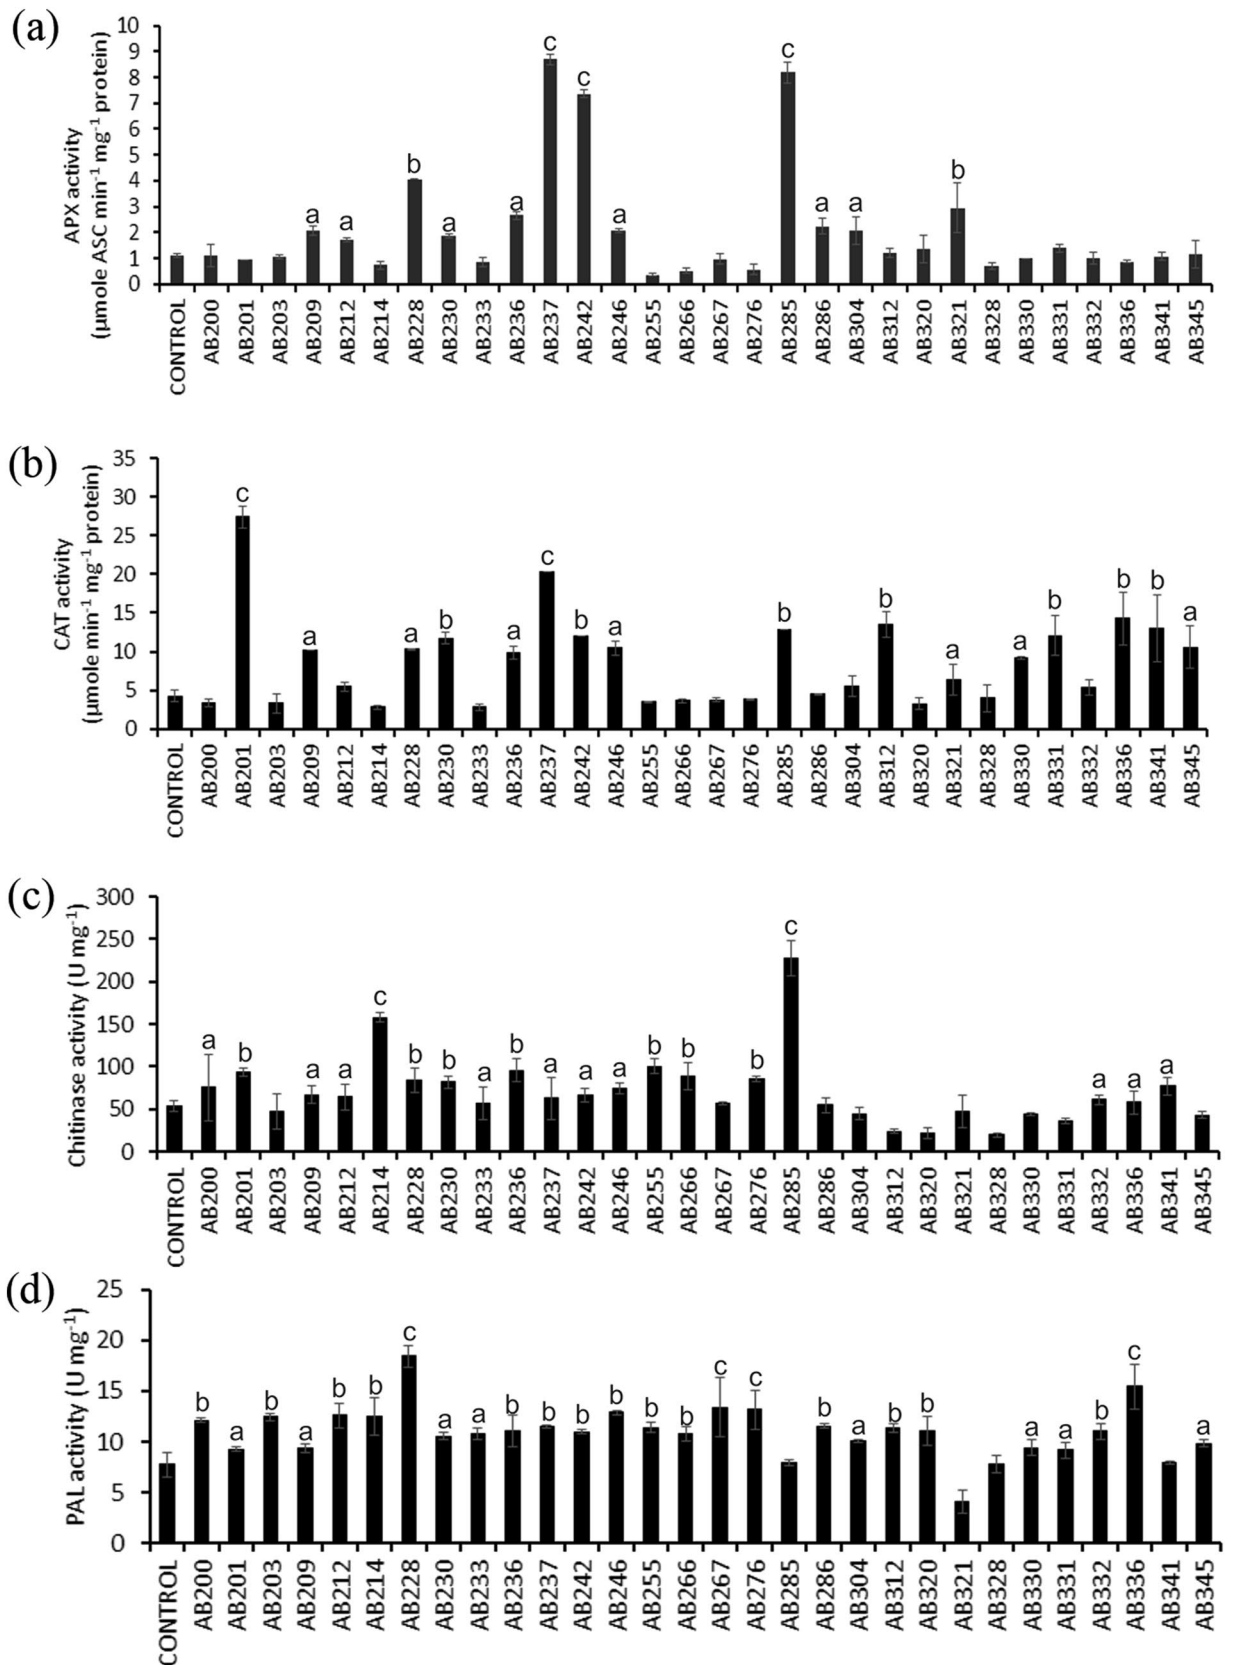 (a)
APX activity
(μmole ASC min⁻¹ mg⁻¹ protein)
10
9
8
7
6
5
4
3
2
1
0
a a b a a c c a c a a b
CONTROL AB200 AB201 AB203 AB209 AB212 AB214 AB228 AB230 AB233 AB236 AB237 AB242 AB246 AB255 AB266 AB267 AB276 AB285 AB286 AB304 AB312 AB320 AB321 AB328 AB330 AB331 AB332 AB336 AB341 AB345
(b)
CAT activity
(μmole min⁻¹ mg⁻¹ protein)
35
30
25
20
15
10
5
0
c a a b a c b a b b a a b b b a
CONTROL AB200 AB201 AB203 AB209 AB212 AB214 AB228 AB230 AB233 AB236 AB237 AB242 AB246 AB255 AB266 AB267 AB276 AB285 AB286 AB304 AB312 AB320 AB321 AB328 AB330 AB331 AB332 AB336 AB341 AB345
(c)
Chitinase activity (U mg⁻¹)
300
250
200
150
100
50
0
a b a a c b b a b a a a b b b c a a a
CONTROL AB200 AB201 AB203 AB209 AB212 AB214 AB228 AB230 AB233 AB236 AB237 AB242 AB246 AB255 AB266 AB267 AB276 AB285 AB286 AB304 AB312 AB320 AB321 AB328 AB330 AB331 AB332 AB336 AB341 AB345
(d)
PAL activity (U mg⁻¹)
25
20
15
10
5
0
b a b a b b c a a b b b b b b c c b a b b a a b c a
CONTROL AB200 AB201 AB203 AB209 AB212 AB214 AB228 AB230 AB233 AB236 AB237 AB242 AB246 AB255 AB266 AB267 AB276 AB285 AB286 AB304 AB312 AB320 AB321 AB328 AB330 AB331 AB332 AB336 AB341 AB345